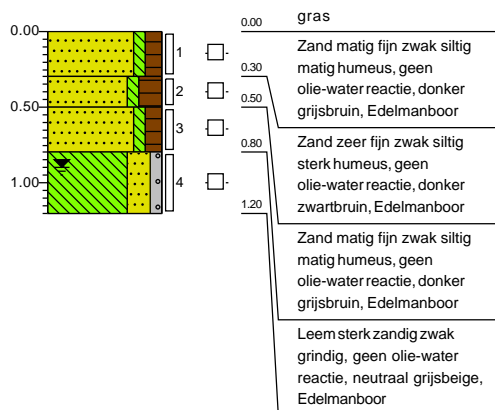 0.00
0.50
1.00
1
2
3
4
0.00
gras
Zand matig fijn zwak siltig
matig humeus, geen
olie-water reactie, donker
grijsbruin, Edelmanboor
0.30
Zand zeer fijn zwak siltig
sterk humeus, geen
olie-water reactie, donker
zwartbruin, Edelmanboor
0.50
Zand matig fijn zwak siltig
matig humeus, geen
olie-water reactie, donker
grijsbruin, Edelmanboor
0.80
Leem sterk zandig zwak
grindig, geen olie-water
reactie, neutraal grijsbeige,
Edelmanboor
1.20